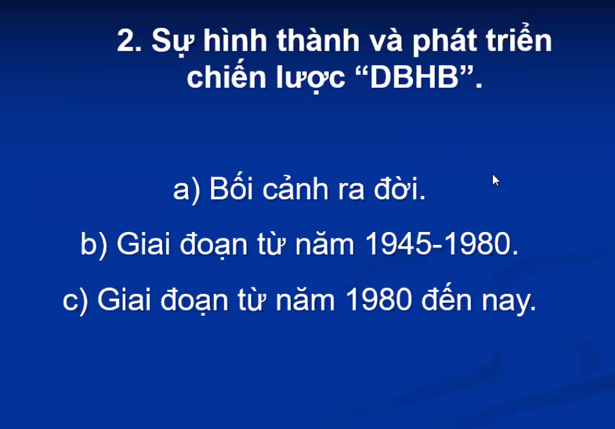 2. Sự hình thành và phát triển
chiến lược “DBHB”.
a) Bối cảnh ra đời.
b) Giai đoạn từ năm 1945-1980.
c) Giai đoạn từ năm 1980 đến nay.